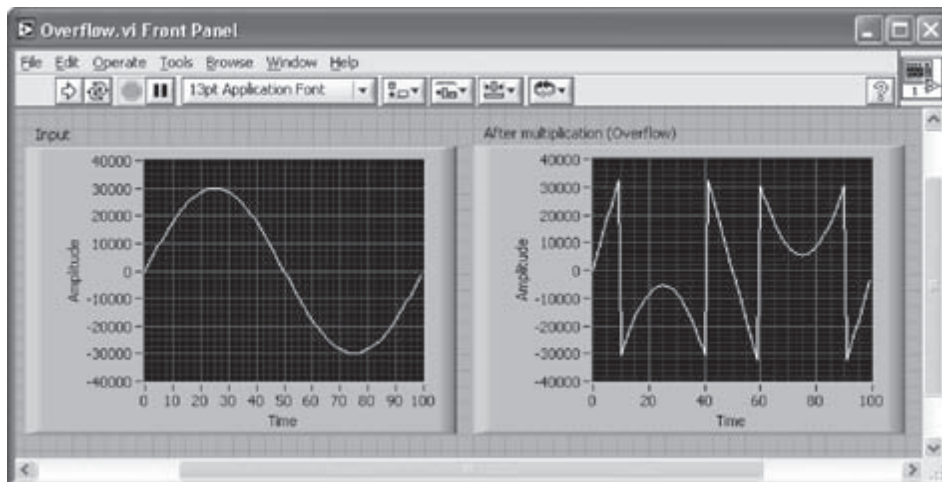 Overflow.vi Front Panel
File Edit Operate Tools Browse Window Help
13pt Application Font
1
Input
After multiplication (Overflow)
40000
30000
20000
10000
0
-10000
-20000
-30000
-40000
Amplitude
0 10 20 30 40 50 60 70 80 90 100
Time
40000
30000
20000
10000
0
-10000
-20000
-30000
-40000
Amplitude
0 20 40 60 80 100
Time